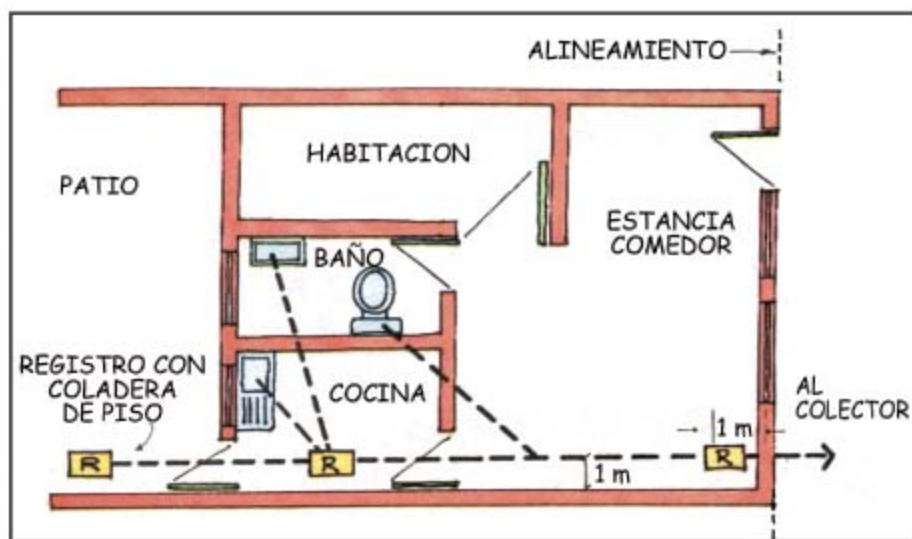 ALINEAMIENTO
HABITACION
PATIO
ESTANCIA
COMEDOR
BAÑO
REGISTRO CON
COLADERA
DE PISO
COCINA
AL
COLECTOR
1 m
R
R
R
1 m